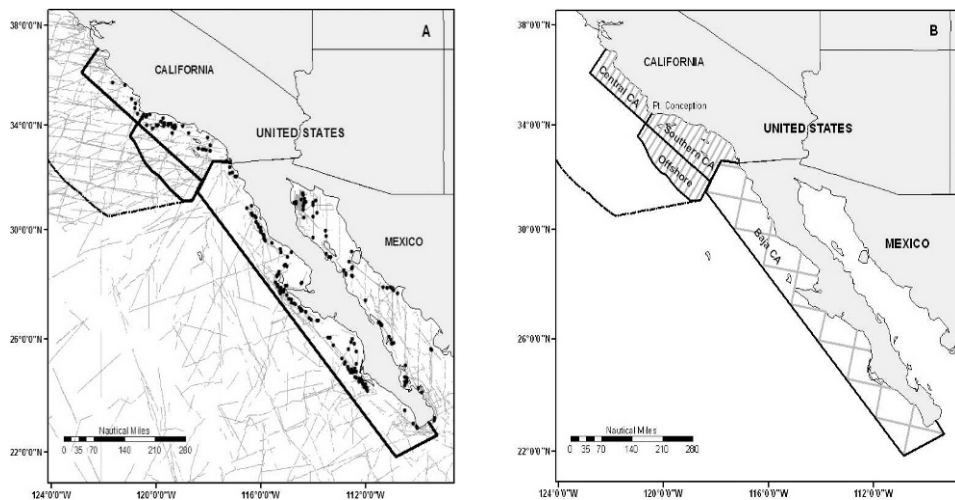 38°0'0"N
A
CALIFORNIA
34°0'0"N
UNITED STATES
30°0'0"N
MEXICO
26°0'0"N
Nautical Miles
0 35 70 140 210 280
22°0'0"N
124°0'0"W 120°0'0"W 116°0'0"W 112°0'0"W
38°0'0"N
B
CALIFORNIA
Central CA
Pt. Conception
34°0'0"N
UNITED STATES
Southern CA
Offshore
30°0'0"N
Baja CA
MEXICO
26°0'0"N
Nautical Miles
0 35 70 140 210 280
22°0'0"N
124°0'0"W 120°0'0"W 116°0'0"W 112°0'0"W